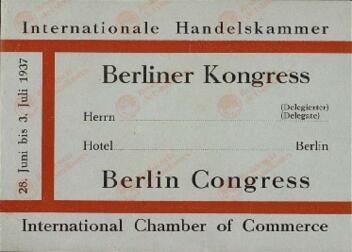 Internationale Handelskammer
28. Juni bis 3. Juli 1937
Berliner Kongress
Herrn (Delegierter)
(Delegate)
Hotel Berlin
Berlin Congress
International Chamber of Commerce